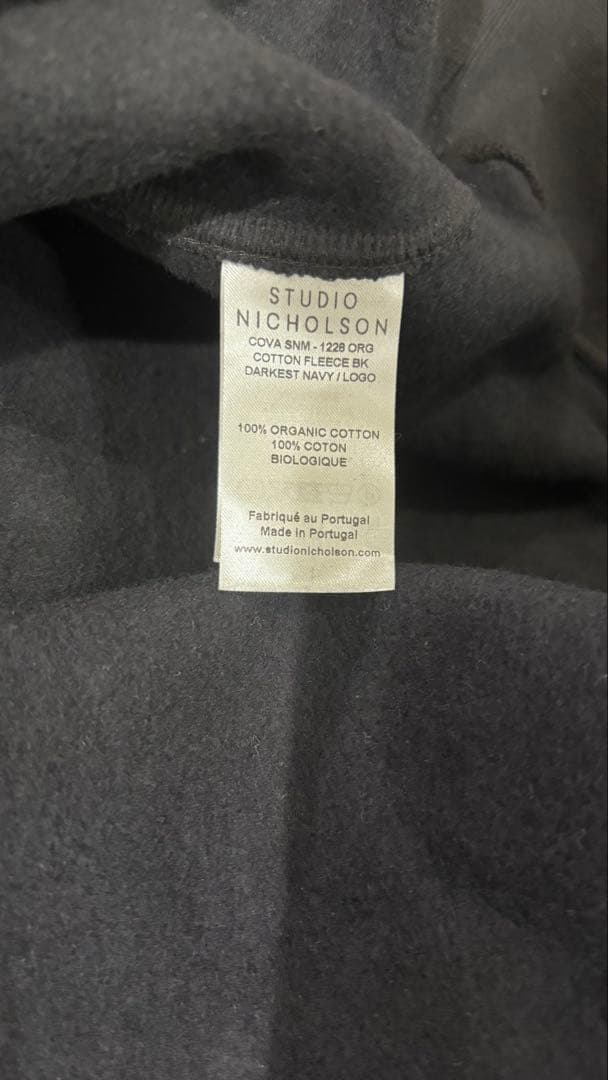 STUDIO
NICHOLSON
COVA SNM - 1228 ORG
COTTON FLEECE BK
DARKEST NAVY / LOGO
100% ORGANIC COTTON
100% COTON
BIOLOGIQUE
Fabriqué au Portugal
Made in Portugal
www.studionicholson.com